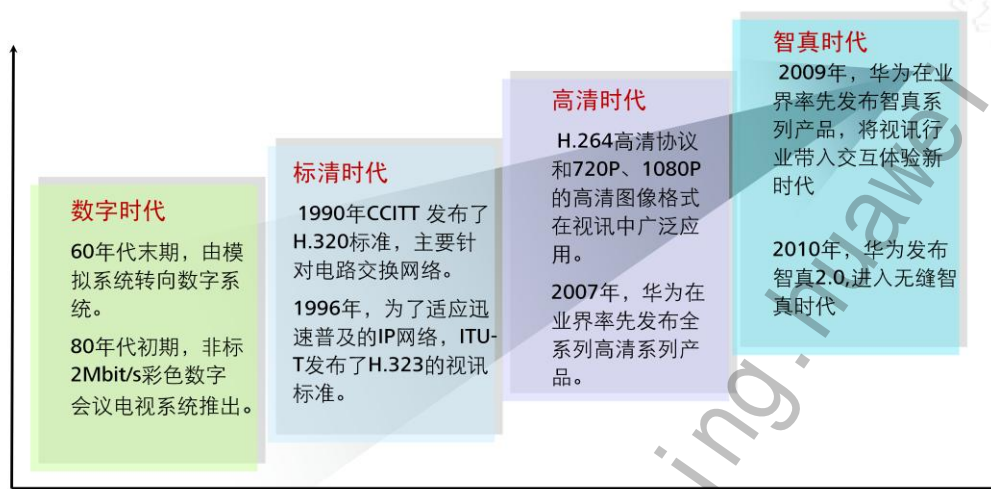 数字时代
60年代末期，由模
拟系统转向数字系
统。
80年代初期，非标
2Mbit/s彩色数字
会议电视系统推出。
标清时代
1990年CCITT 发布了
H.320标准，主要针
对电路交换网络。
1996年，为了适应迅
速普及的IP网络，ITU-
T发布了H.323的视讯
标准。
高清时代
H.264高清协议
和720P、1080P
的高清图像格式
在视讯中广泛应
用。
2007年，华为在
业界率先发布全
系列高清系列产
品。
智真时代
2009年，华为在业
界率先发布智真系
列产品，将视讯行
业带入交互体验新
时代
2010年，华为发布
智真2.0,进入无缝智
真时代
ing.huawei